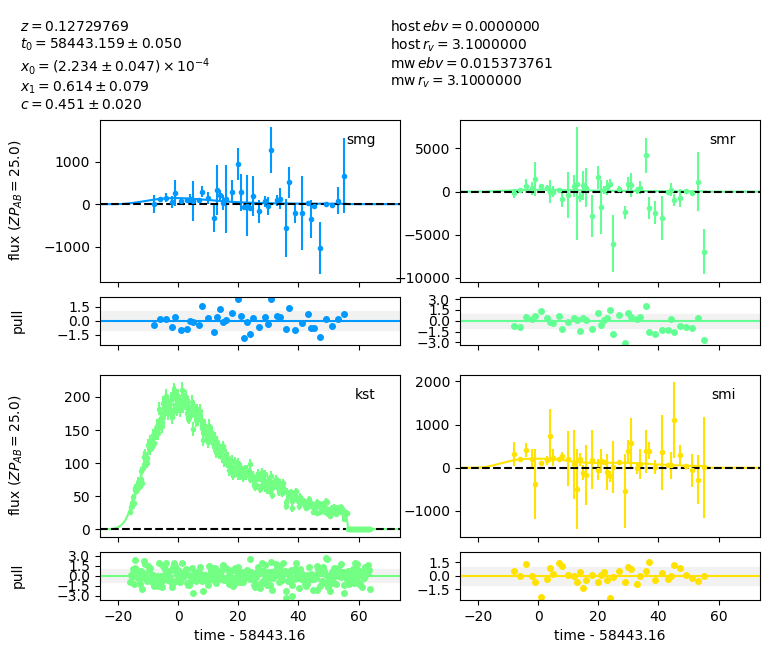 z = 0.12729769
t₀ = 58443.159 ± 0.050
x₀ = (2.234 ± 0.047) × 10⁻⁴
x₁ = 0.614 ± 0.079
c = 0.451 ± 0.020
host ebv = 0.0000000
host r_v = 3.1000000
mw ebv = 0.015373761
mw r_v = 3.1000000
flux (ZP_AB = 25.0)
1000
0
−1000
smg
5000
0
−5000
−10000
smr
pull
1.5
0.0
−1.5
3.0
1.5
0.0
−1.5
−3.0
flux (ZP_AB = 25.0)
200
150
100
50
0
kst
2000
1000
0
−1000
smi
pull
3.0
1.5
0.0
−1.5
−3.0
1.5
0.0
−1.5
−20 0 20 40 60
−20 0 20 40 60
time - 58443.16
time - 58443.16